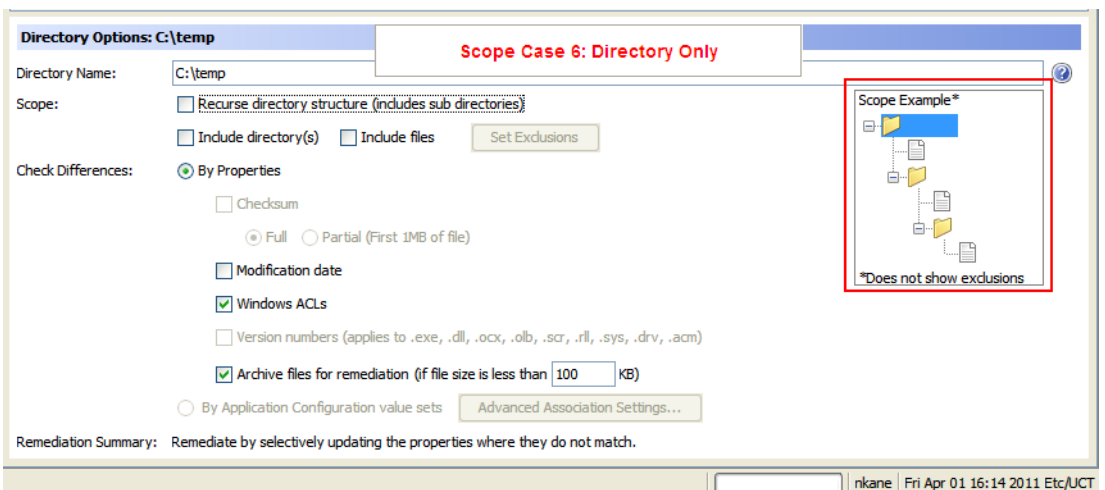 Directory Options: C:\temp
Scope Case 6: Directory Only
Directory Name: C:\temp
Scope: Recurse directory structure (includes sub directories)
Include directory(s) Include files Set Exclusions
Scope Example*
Check Differences: By Properties
Checksum
Full Partial (First 1MB of file)
Modification date
*Does not show exclusions
Windows ACLs
Version numbers (applies to .exe, .dll, .ocx, .olb, .scr, .rll, .sys, .drv, .acm)
Archive files for remediation (if file size is less than 100 KB)
By Application Configuration value sets Advanced Association Settings...
Remediation Summary: Remediate by selectively updating the properties where they do not match.
nkane Fri Apr 01 16:14 2011 Etc/UCT